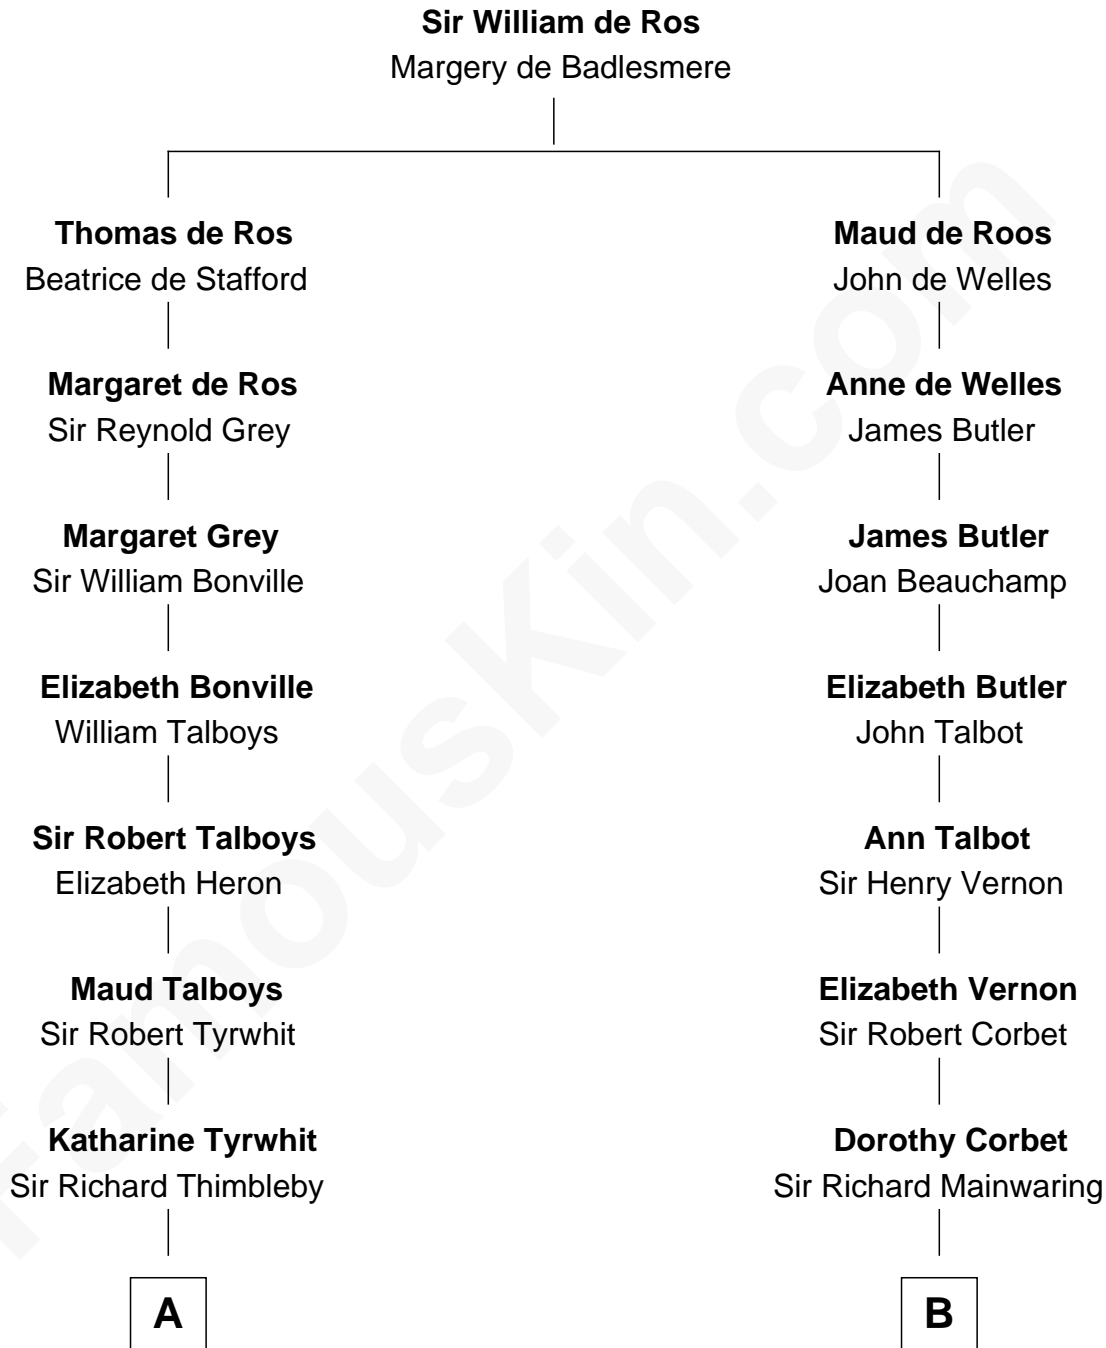 Sir William de Ros
Margery de Badlesmere
Thomas de Ros
Beatrice de Stafford
Maud de Roos
John de Welles
Margaret de Ros
Sir Reynold Grey
Anne de Welles
James Butler
Margaret Grey
Sir William Bonville
James Butler
Joan Beauchamp
Elizabeth Bonville
William Talboys
Elizabeth Butler
John Talbot
Sir Robert Talboys
Elizabeth Heron
Ann Talbot
Sir Henry Vernon
Maud Talboys
Sir Robert Tyrwhit
Elizabeth Vernon
Sir Robert Corbet
Katharine Tyrwhit
Sir Richard Thimbleby
Dorothy Corbet
Sir Richard Mainwaring
A
B
FamousKin.com